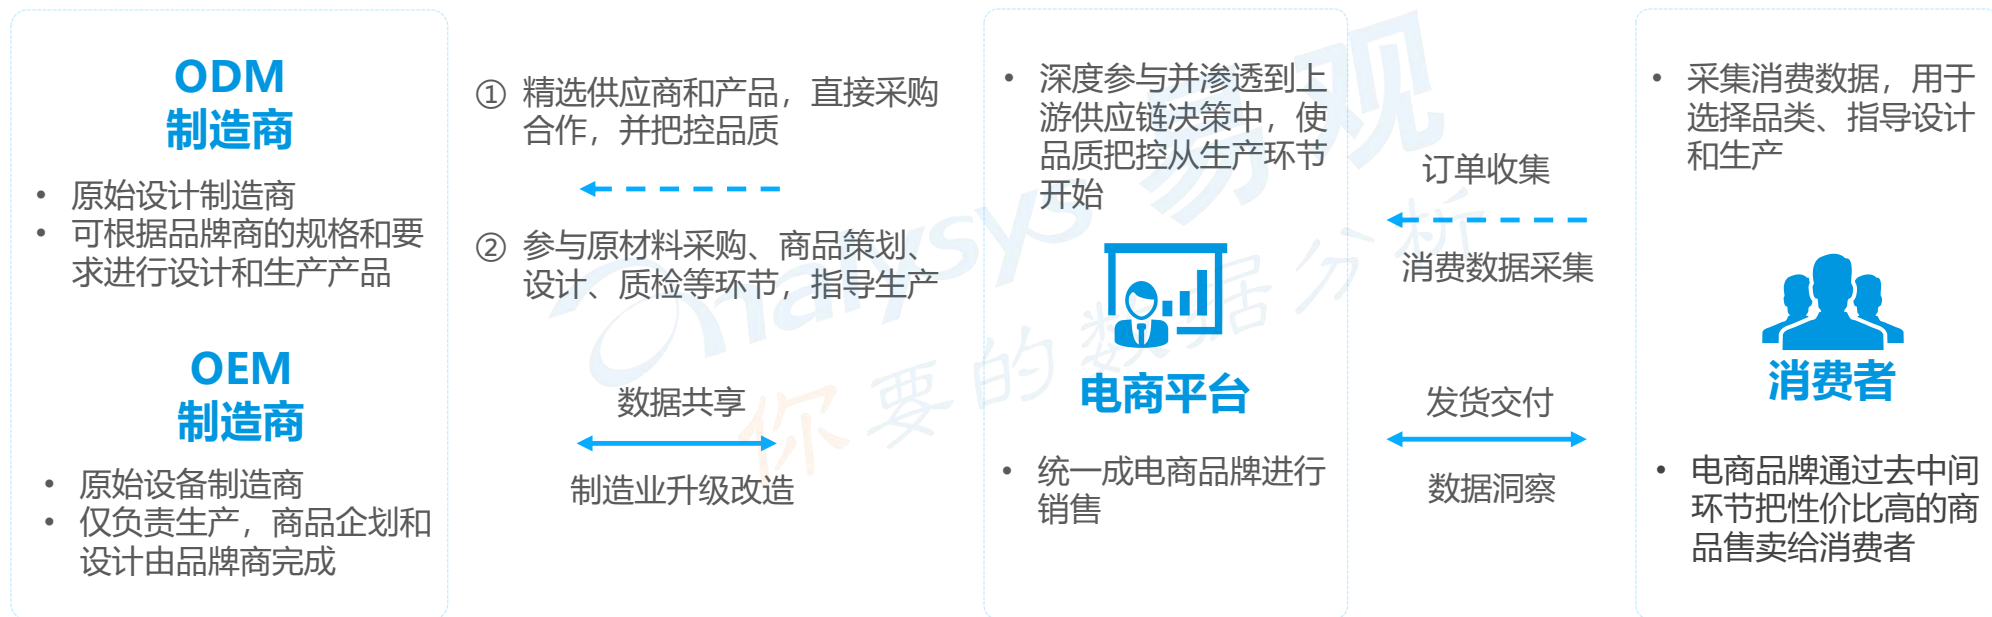 ODM
制造商
• 原始设计制造商
• 可根据品牌商的规格和要
求进行设计和生产产品
OEM
制造商
• 原始设备制造商
• 仅负责生产，商品企划和
设计由品牌商完成
① 精选供应商和产品，直接采购
合作，并把控品质
② 参与原材料采购、商品策划、
设计、质检等环节，指导生产
数据共享
制造业升级改造
• 深度参与并渗透到上
游供应链决策中，使
品质把控从生产环节
开始
电商平台
• 统一成电商品牌进行
销售
订单收集
消费数据采集
发货交付
数据洞察
• 采集消费数据，用于
选择品类、指导设计
和生产
消费者
• 电商品牌通过去中间
环节把性价比高的商
品售卖给消费者
analysys 易观
你要的数据分析